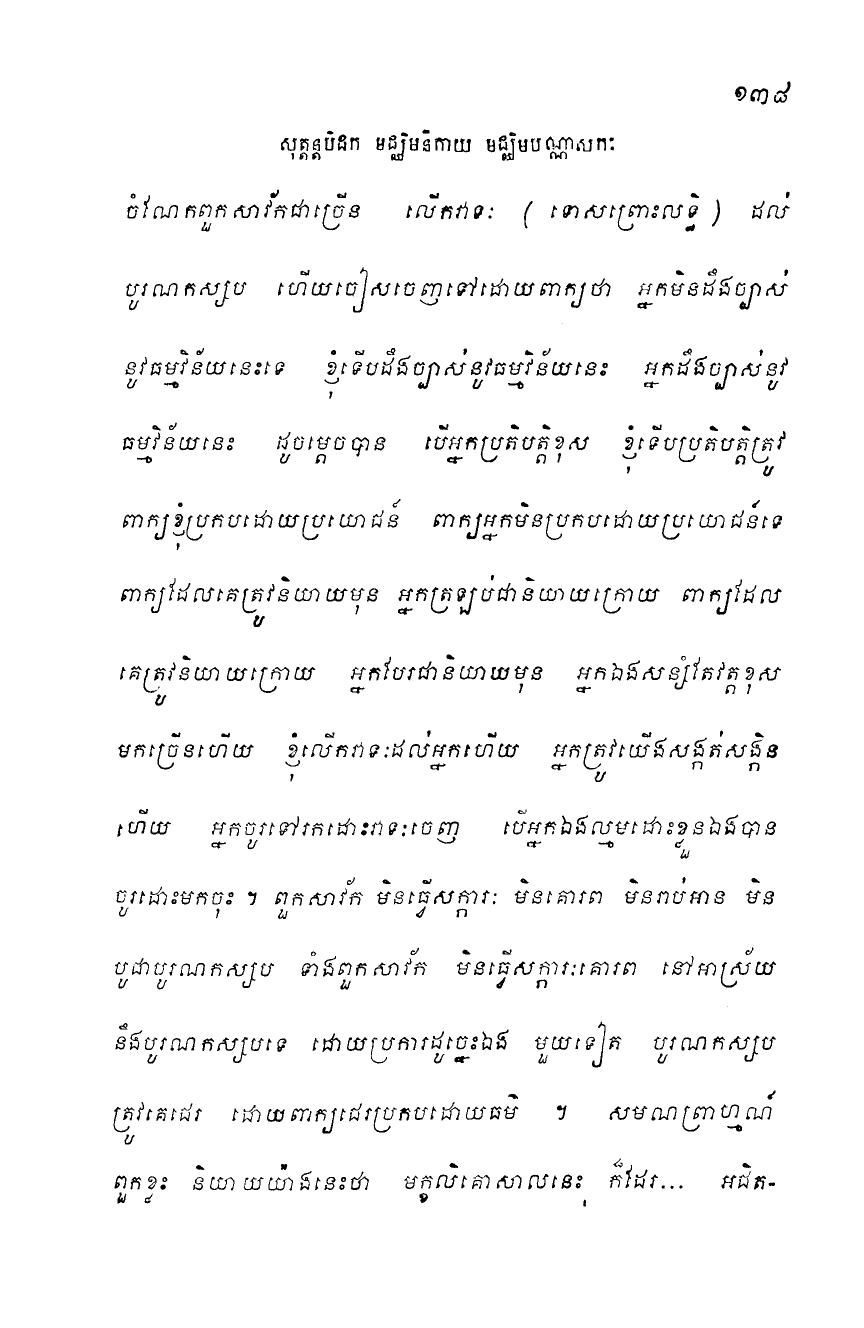 ១៣៨
សុត្តន្តបិដក មជ្ឈិមនិកាយ មជ្ឈិមបណ្ណាសកៈ
ចំណែកពួកសាវ័កជាច្រើន លើកវាទៈ ( ទោសព្រោះលទ្ធិ ) ដល់
បូរណកស្សប ហើយចៀសចេញទៅដោយពាក្យថា អ្នកមិនដឹងច្បាស់
នូវធម្មវិន័យនេះទេ ខ្ញុំទើបដឹងច្បាស់នូវធម្មវិន័យនេះ អ្នកដឹងច្បាស់នូវ
ធម្មវិន័យនេះ ដូចម្តេចបាន បើអ្នកប្រតិបត្តិខុស ខ្ញុំទើបប្រតិបត្តិត្រូវ
ពាក្យខ្ញុំប្រកបដោយប្រយោជន៍ ពាក្យអ្នកមិនប្រកបដោយប្រយោជន៍ទេ
ពាក្យដែលគេត្រូវនិយាយមុន អ្នកត្រឡប់ជានិយាយក្រោយ ពាក្យដែល
គេត្រូវនិយាយក្រោយ អ្នកបែរជានិយាយមុន អ្នកឯងសន្សំតែវត្តខុស
មកច្រើនហើយ ខ្ញុំលើកវាទៈដល់អ្នកហើយ អ្នកត្រូវយើងសង្កត់សង្កិន
ហើយ អ្នកចូរទៅរកដោះវាទៈចេញ បើអ្នកឯងល្មមដោះខ្លួនឯងបាន
ចូរដោះមកចុះ ។ ពួកសាវ័ក មិនធ្វើសក្ការៈ មិនគោរព មិនរាប់អាន មិន
បូជាបូរណកស្សប ទាំងពួកសាវ័ក មិនធ្វើសក្ការៈគោរព នៅអាស្រ័យ
នឹងបូរណកស្សបទេ ដោយប្រការដូច្នេះឯង មួយទៀត បូរណកស្សប
ត្រូវគេជេរ ដោយពាក្យជេរប្រកបដោយធម៌ ។ សមណព្រាហ្មណ៍
ពួកខ្លះ និយាយយ៉ាងនេះថា មក្ខលិគោសាលនេះ ក៏ដែរ... អជិត-